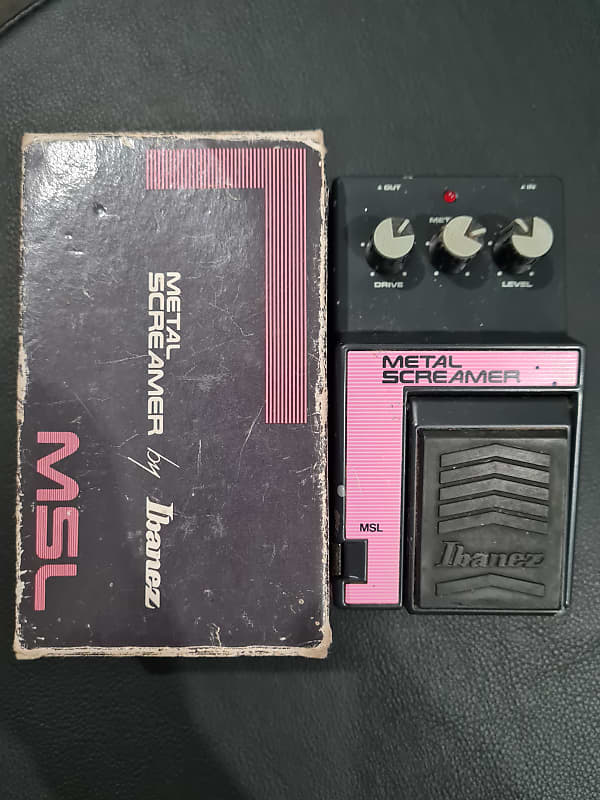 METAL
SCREAMER
by
Ibanez
MSL
OUT
IN
MET
DRIVE
LEVEL
METAL
SCREAMER
MSL
Ibanez